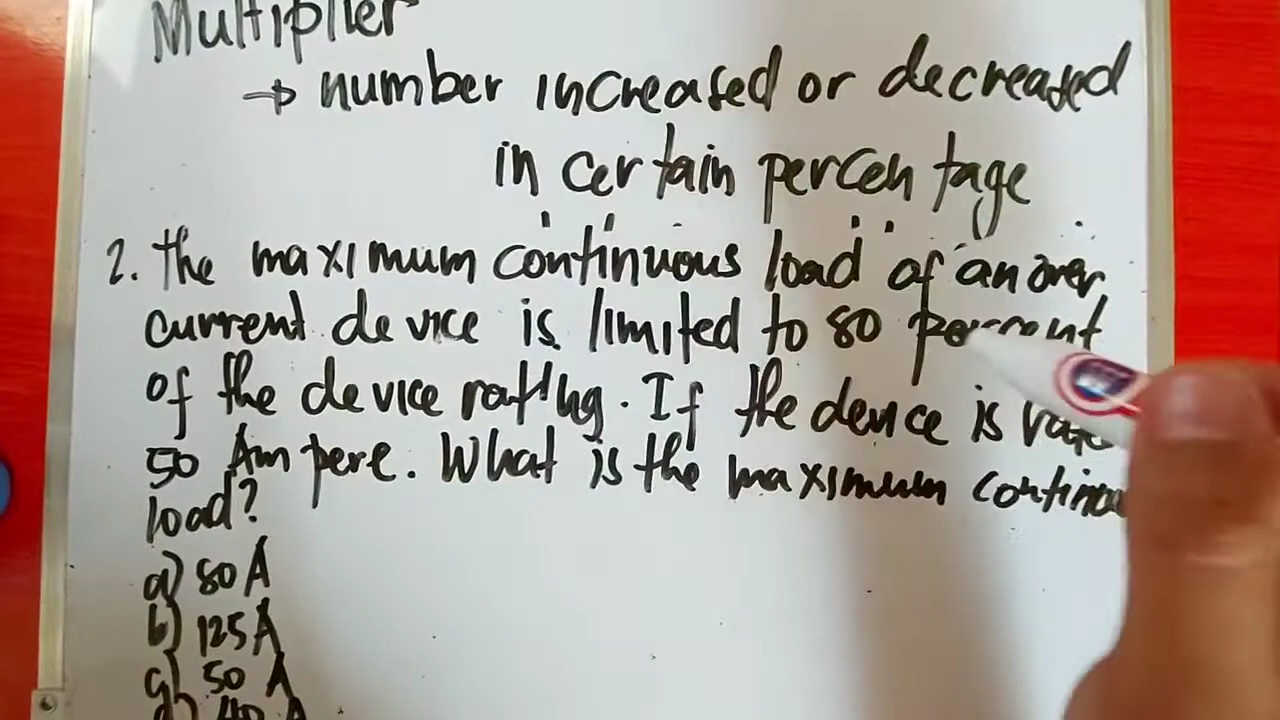 Multiplier
→ number increased or decreased
in certain percentage
2. The maximum continuous load of an over
current device is limited to 80 percent
of the device rating. If the device is
50 Ampere. What is the maximum
load?
a) 80 A
b) 125 A
c) 50 A
d) 40 A